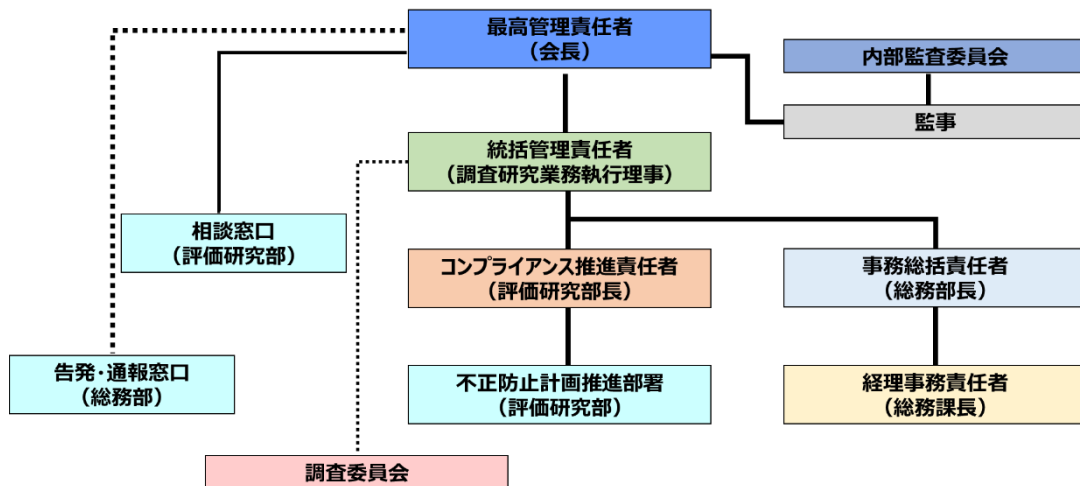 最高管理責任者
（会長）
内部監査委員会
監事
統括管理責任者
（調査研究業務執行理事）
相談窓口
（評価研究部）
コンプライアンス推進責任者
（評価研究部長）
事務総括責任者
（総務部長）
告発・通報窓口
（総務部）
不正防止計画推進部署
（評価研究部）
経理事務責任者
（総務課長）
調査委員会